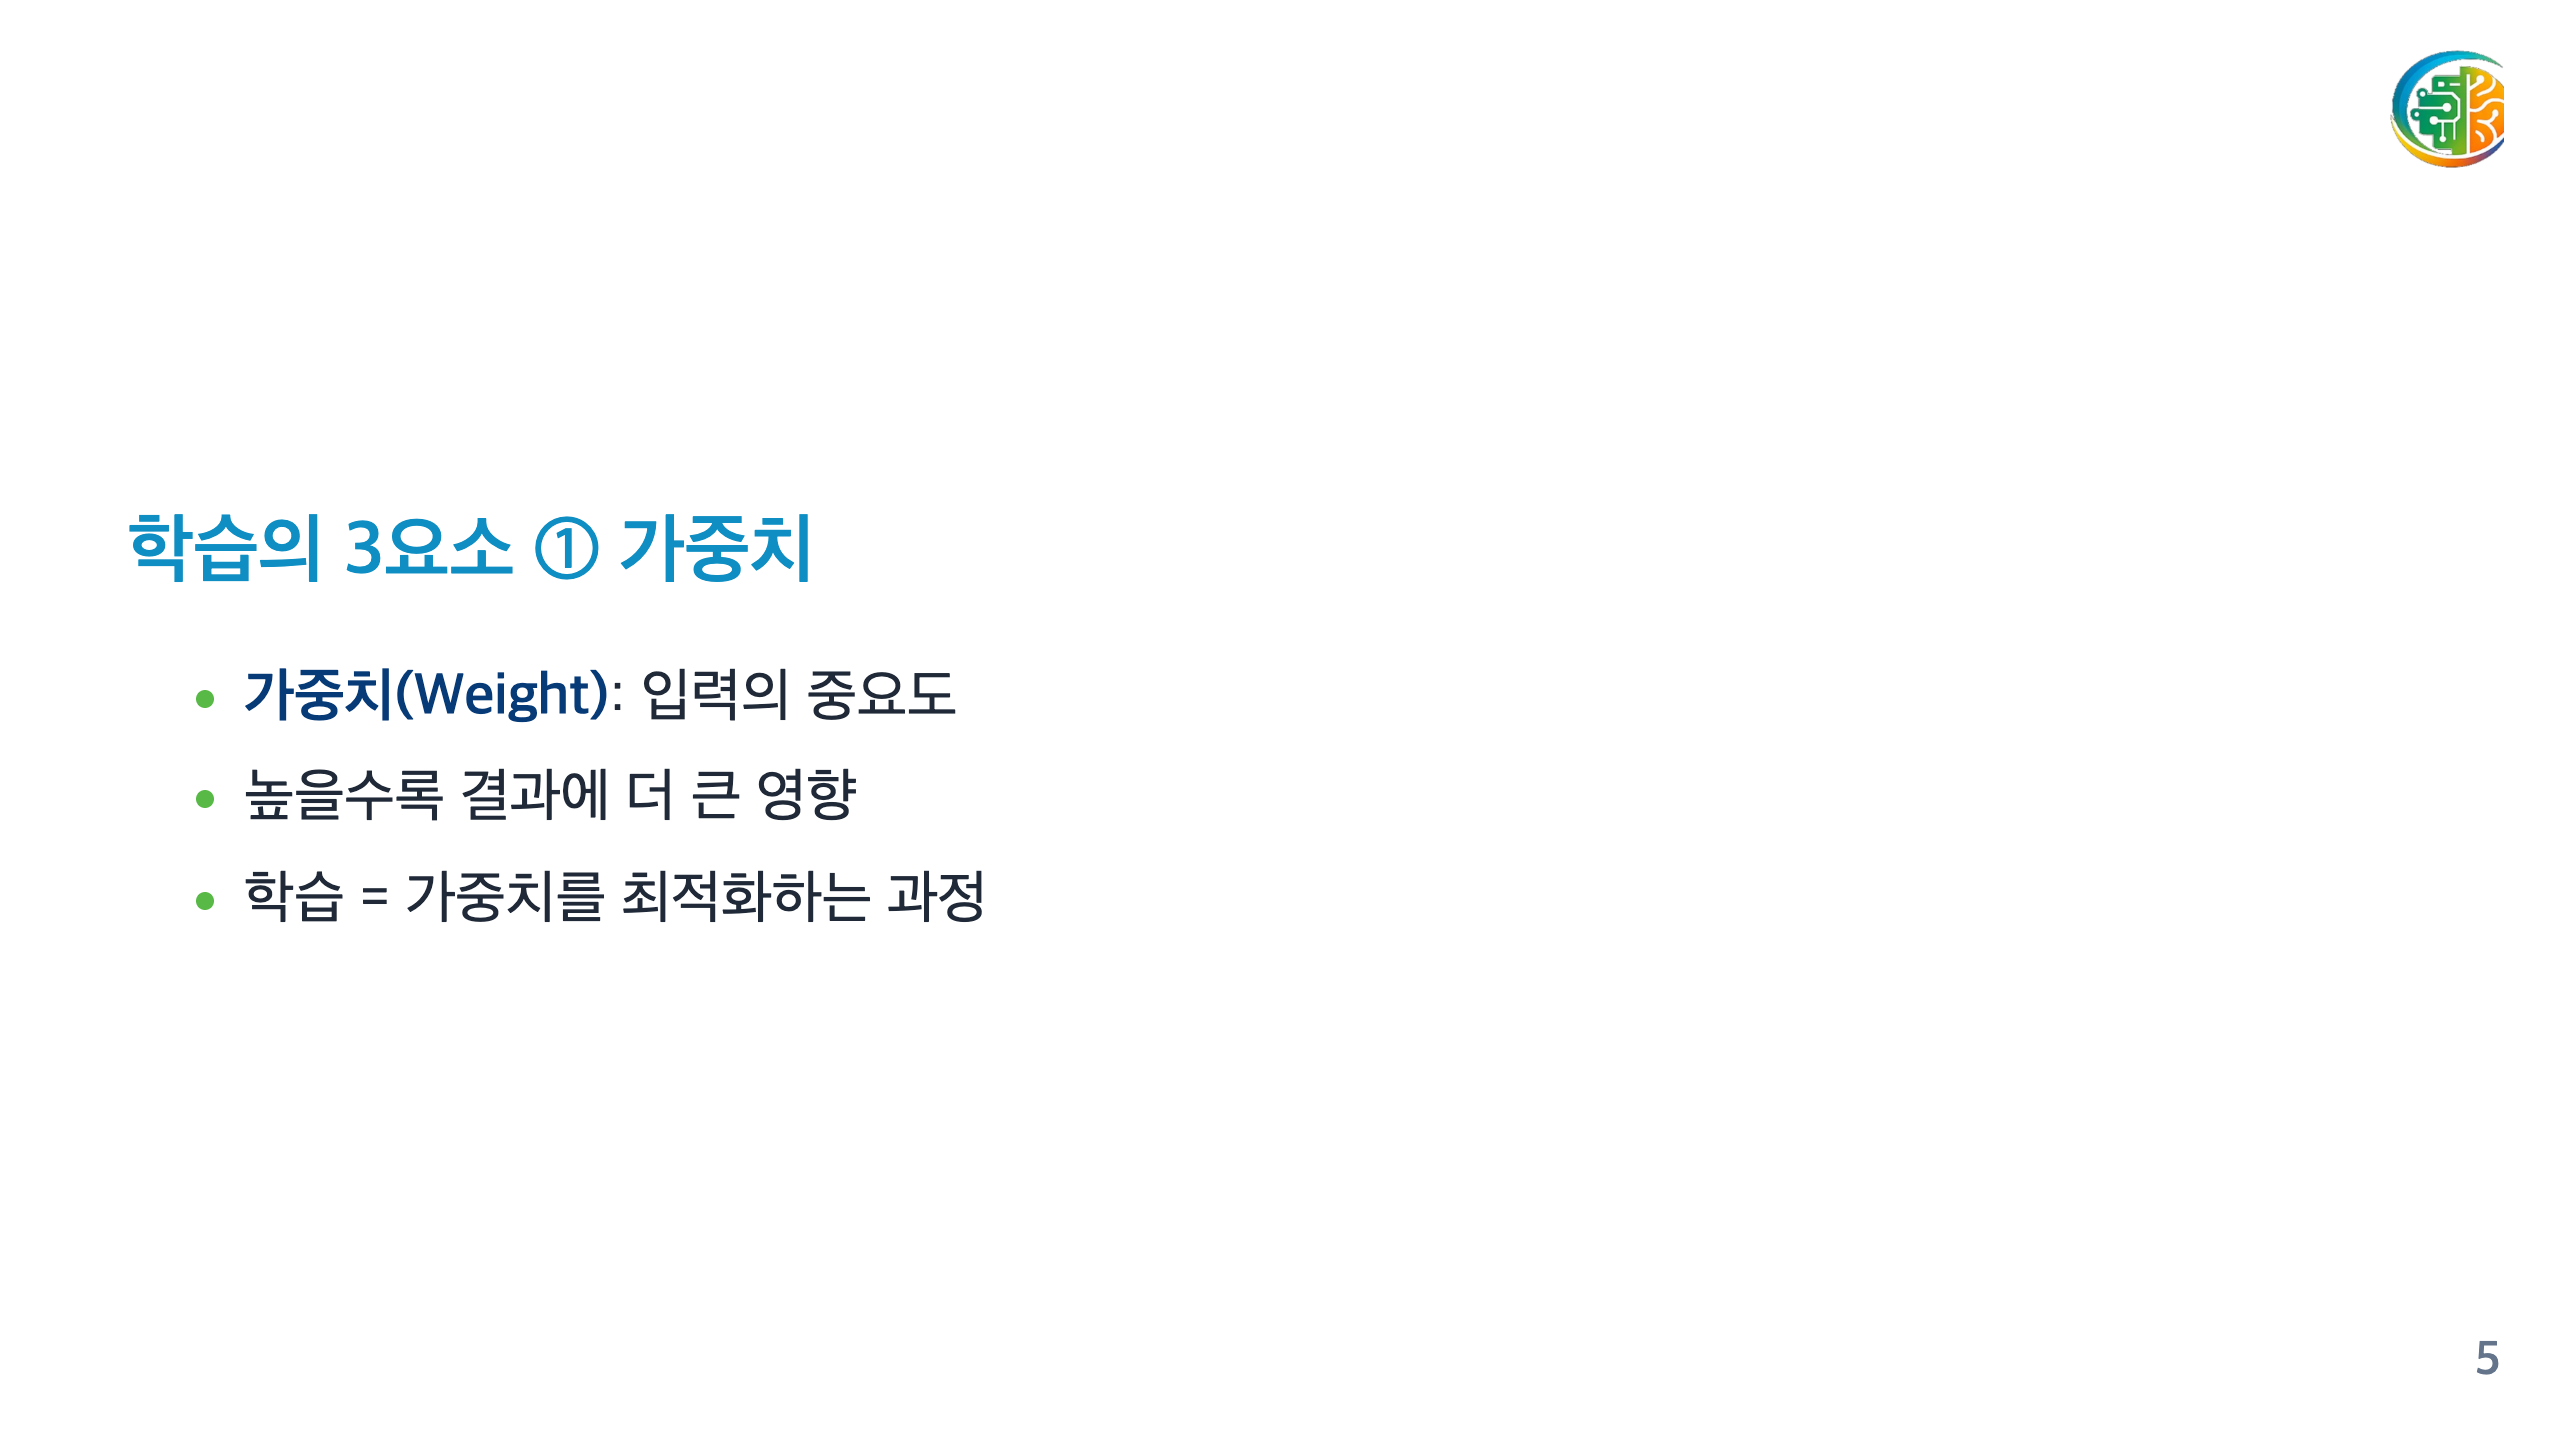 학습의 3요소 ① 가중치
• 가중치(Weight): 입력의 중요도
• 높을수록 결과에 더 큰 영향
• 학습 = 가중치를 최적화하는 과정
5